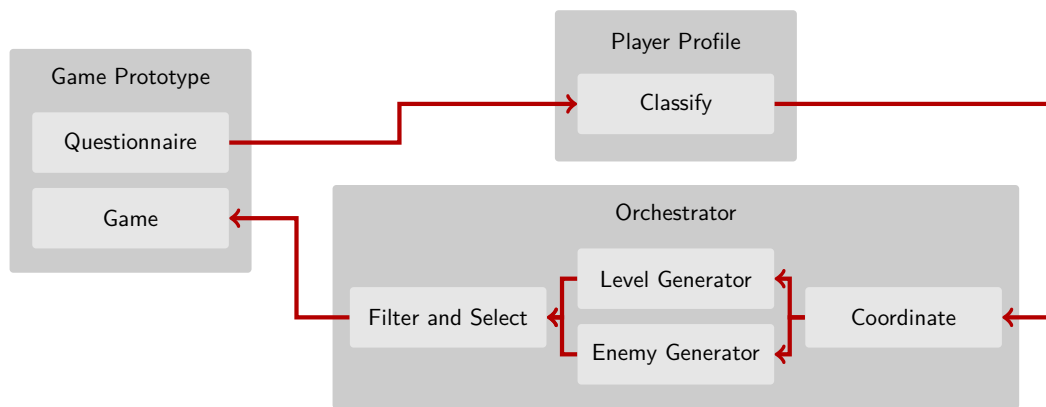 Game Prototype
Questionnaire
Game
Player Profile
Classify
Orchestrator
Level Generator
Enemy Generator
Filter and Select
Coordinate